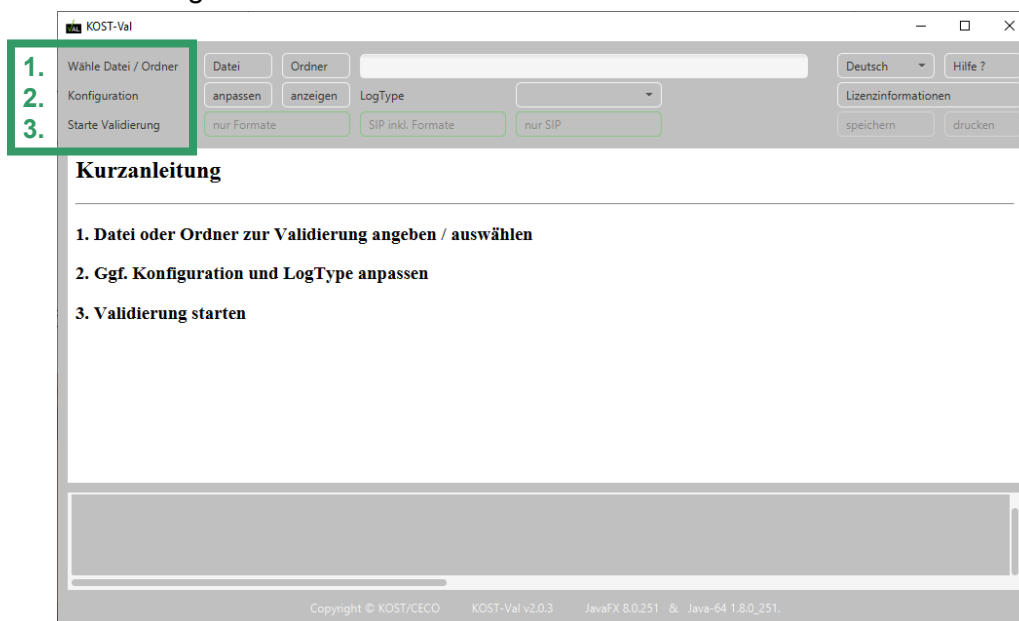 KOST-Val
1. Wähle Datei / Ordner Datei Ordner Deutsch Hilfe ?
2. Konfiguration anpassen anzeigen LogType Lizenzinformationen
3. Starte Validierung nur Formate SIP inkl. Formate nur SIP speichern drucken
Kurzanleitung
1. Datei oder Ordner zur Validierung angeben / auswählen
2. Ggf. Konfiguration und LogType anpassen
3. Validierung starten
Copyright © KOST/CECO KOST-Val v2.0.3 JavaFX 8.0.251 & Java-64 1.8.0_251.